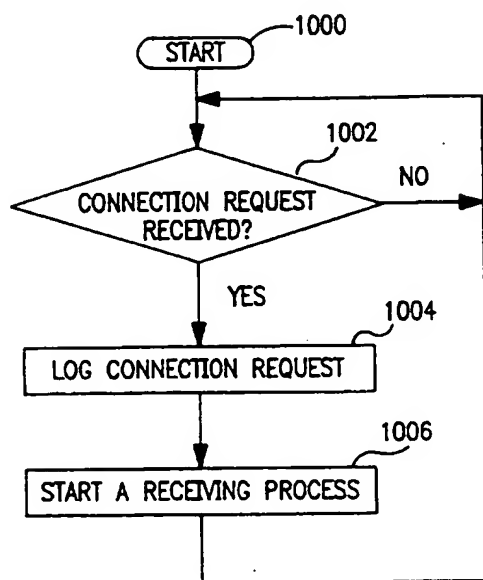 1000
START
1002
CONNECTION REQUEST
RECEIVED?
NO
YES
1004
LOG CONNECTION REQUEST
1006
START A RECEIVING PROCESS